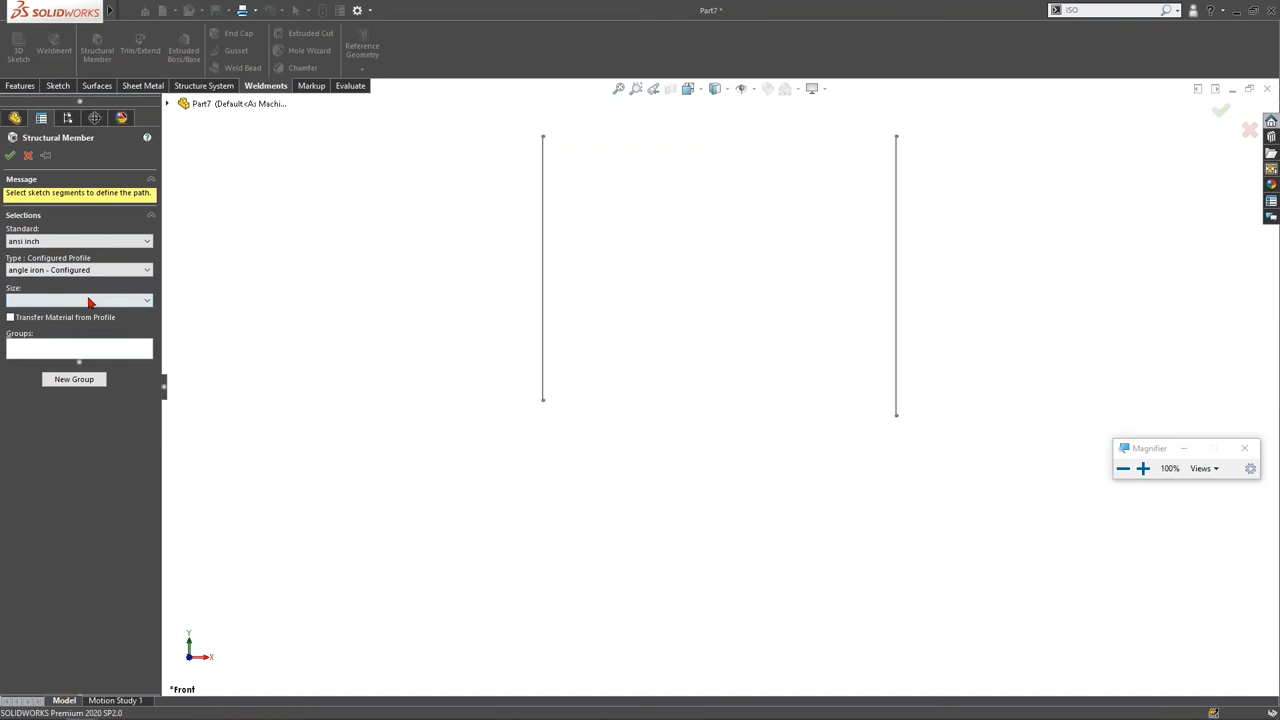 SOLIDWORKS
Part7 *
ISO
3D Sketch
Weldment
Structural Member
Trim/Extend
Extruded Boss/Base
End Cap
Gusset
Weld Bead
Extruded Cut
Hole Wizard
Chamfer
Reference Geometry
Features
Sketch
Surfaces
Sheet Metal
Structure System
Weldments
Markup
Evaluate
Part7 (Default<As Machi...
Structural Member
Message
Select sketch segments to define the path.
Selections
Standard:
ansi inch
Type : Configured Profile
angle iron - Configured
Size:
Transfer Material from Profile
Groups:
New Group
Magnifier
100%
Views
Y
X
*Front
Model
Motion Study 1
SOLIDWORKS Premium 2020 SP2.0